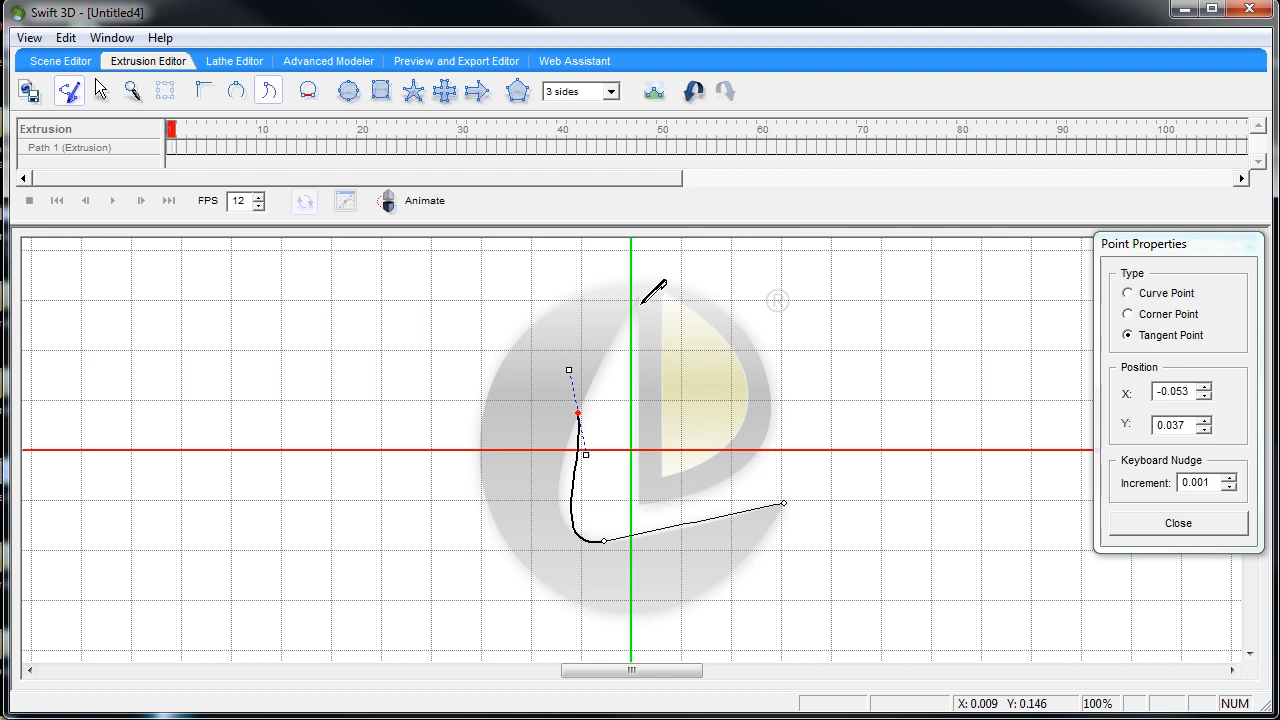 Swift 3D - [Untitled4]
View Edit Window Help
Scene Editor Extrusion Editor Lathe Editor Advanced Modeler Preview and Export Editor Web Assistant
3 sides
Extrusion 10 20 30 40 50 60 70 80 90 100
Path 1 (Extrusion)
FPS 12 Animate
Point Properties
Type
Curve Point
Corner Point
Tangent Point
Position
X: -0.053
Y: 0.037
Keyboard Nudge
Increment: 0.001
Close
®
X: 0.009 Y: 0.146 100% NUM